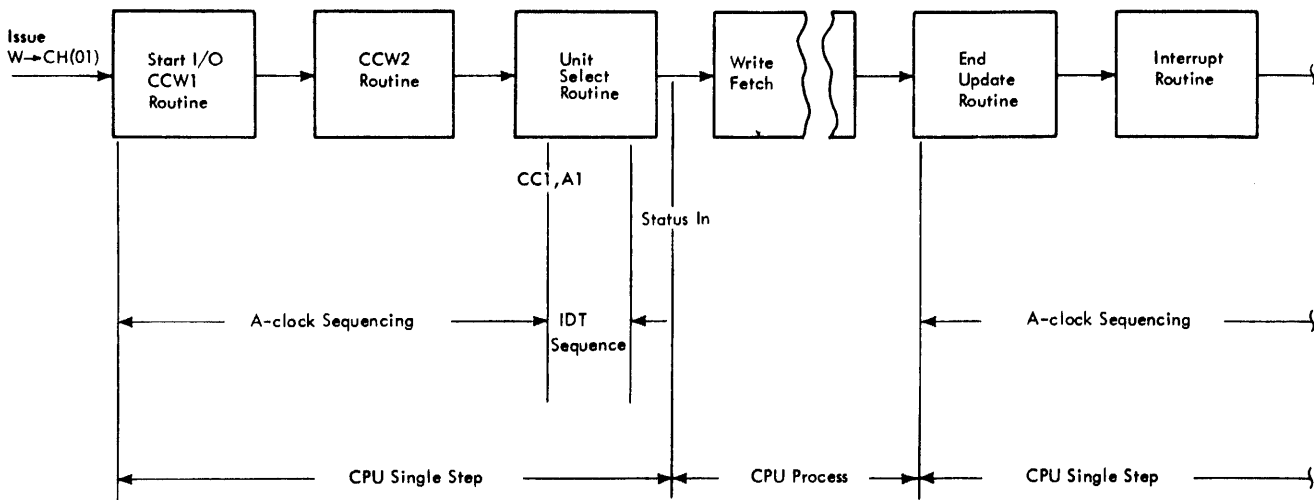 Issue
W→CH(01)
Start I/O
CCW1
Routine
CCW2
Routine
Unit
Select
Routine
Write
Fetch
End
Update
Routine
Interrupt
Routine
CC1,A1
Status In
A-clock Sequencing
IDT
Sequence
A-clock Sequencing
CPU Single Step
CPU Process
CPU Single Step